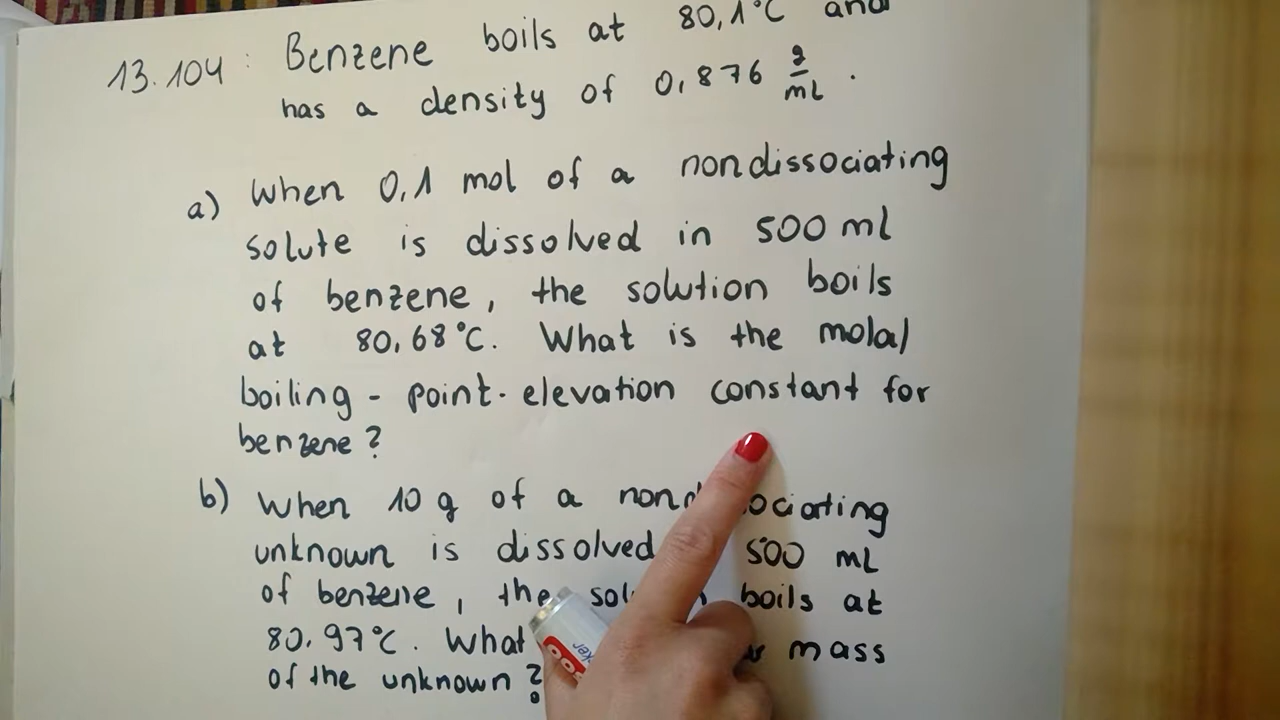 13.104: Benzene boils at 80,1°C and
has a density of 0,876 g/mL.
a) When 0,1 mol of a nondissociating
solute is dissolved in 500 ml
of benzene, the solution boils
at 80,68°C. What is the molal
boiling-point-elevation constant for
benzene?
b) When 10 g of a nond ociating
unknown is dissolved 500 mL
of benzene, the boils at
80.97°C. What mass
of the unknown?